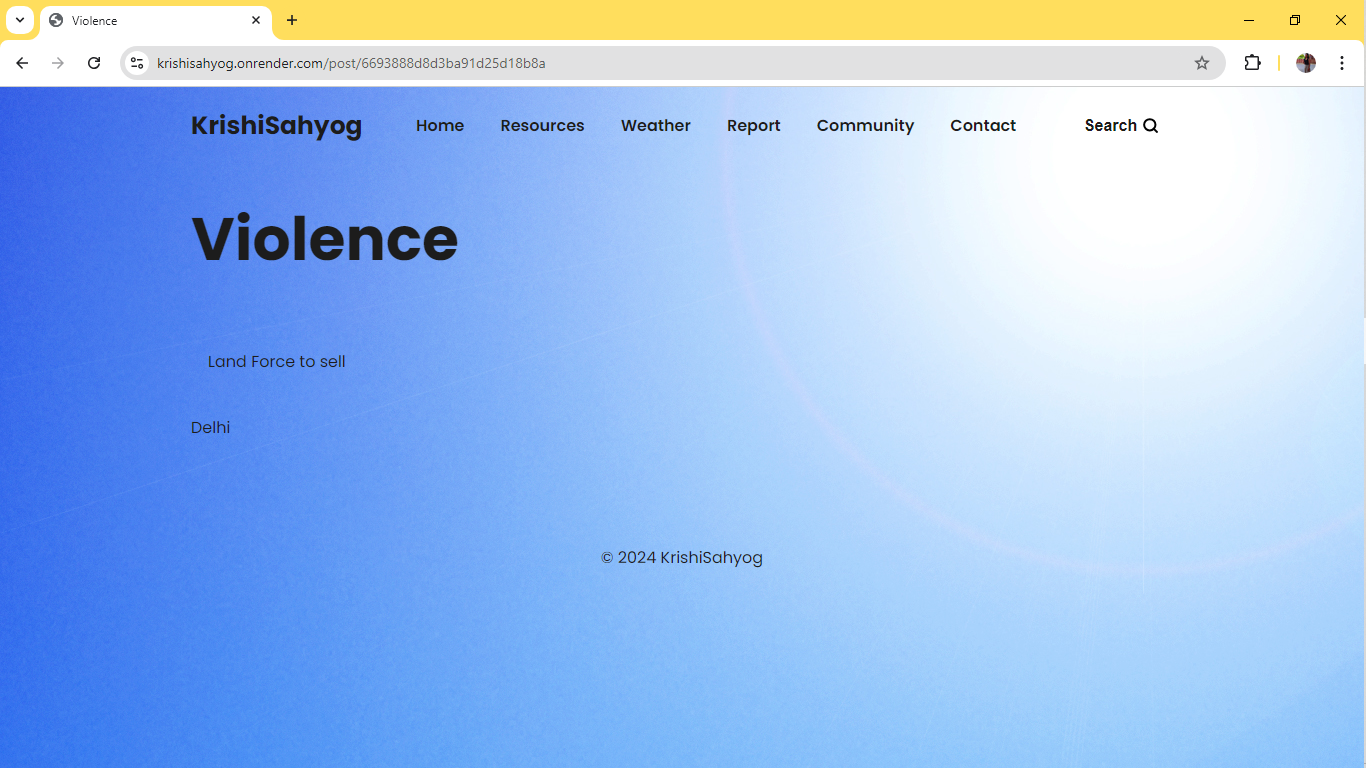 Violence
krishisahyog.onrender.com/post/6693888d8d3ba91d25d18b8a
KrishiSahyog Home Resources Weather Report Community Contact Search
Violence
Land Force to sell
Delhi
© 2024 KrishiSahyog